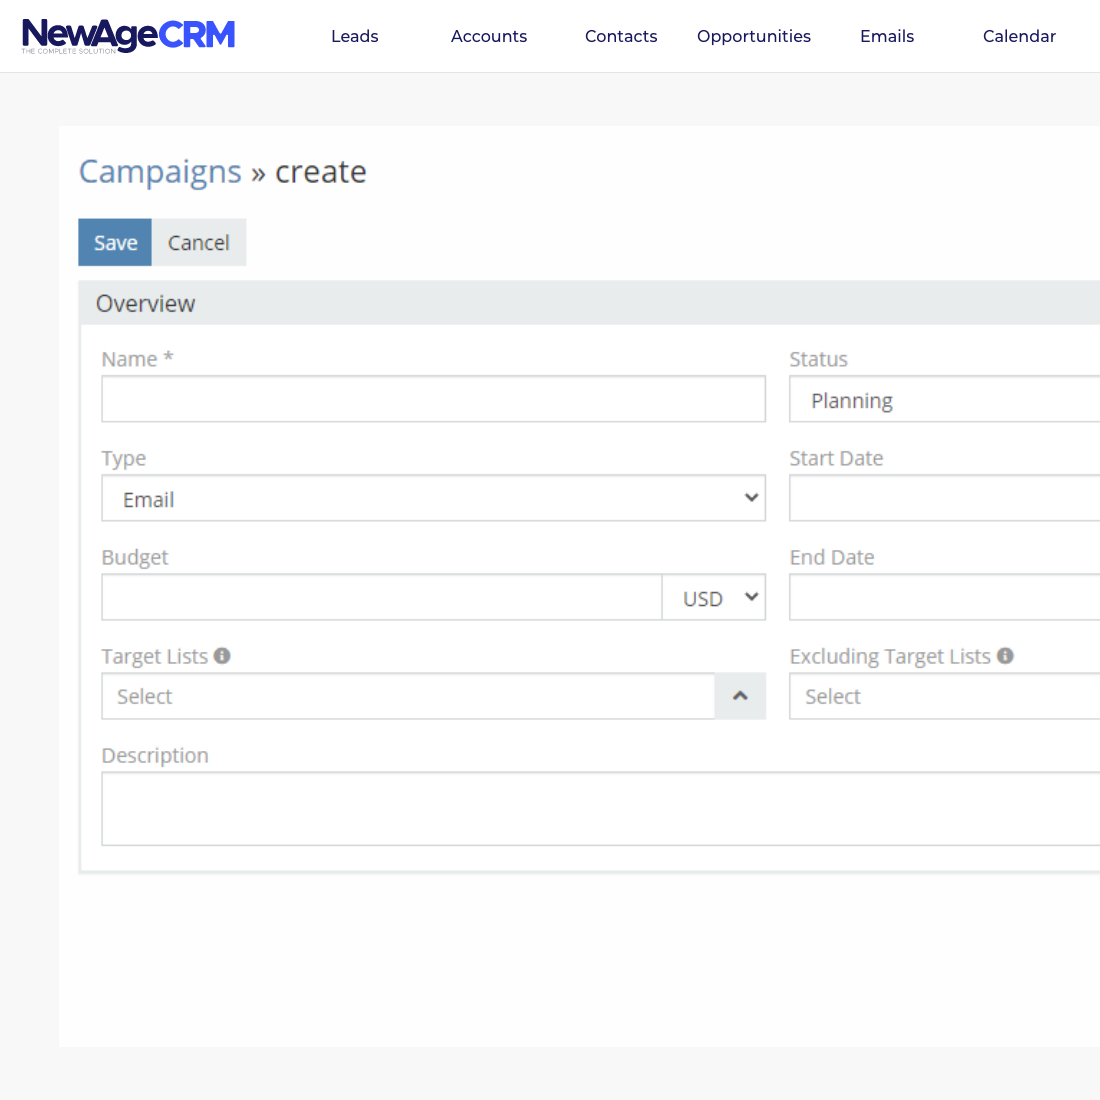 NewAgeCRM
THE COMPLETE SOLUTION
Leads Accounts Contacts Opportunities Emails Calendar
Campaigns » create
Save Cancel
Overview
Name * Status
Planning
Type Start Date
Email
Budget End Date
USD
Target Lists Excluding Target Lists
Select Select
Description